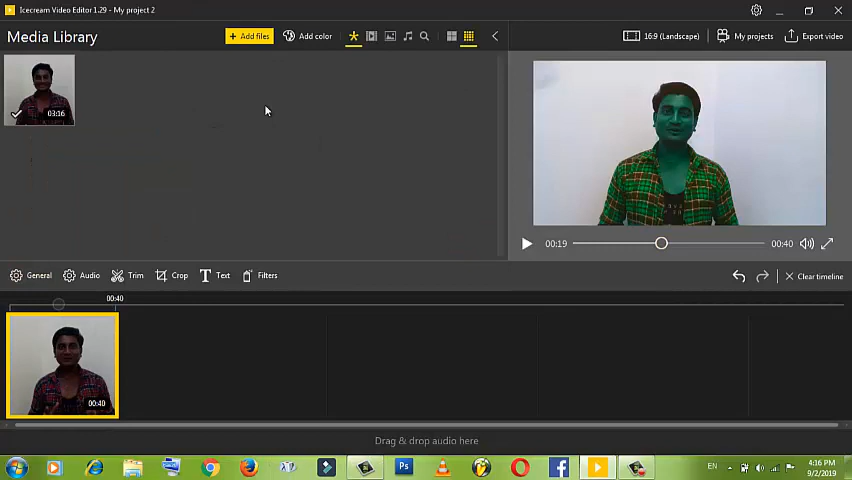 Icecream Video Editor 1.29 - My project 2
Media Library
+ Add files
Add color
16:9 (Landscape)
My projects
Export video
03:16
00:19
00:40
General
Audio
Trim
Crop
Text
Filters
Clear timeline
00:40
00:40
Drag & drop audio here
Ps
EN
4:16 PM
9/2/2019